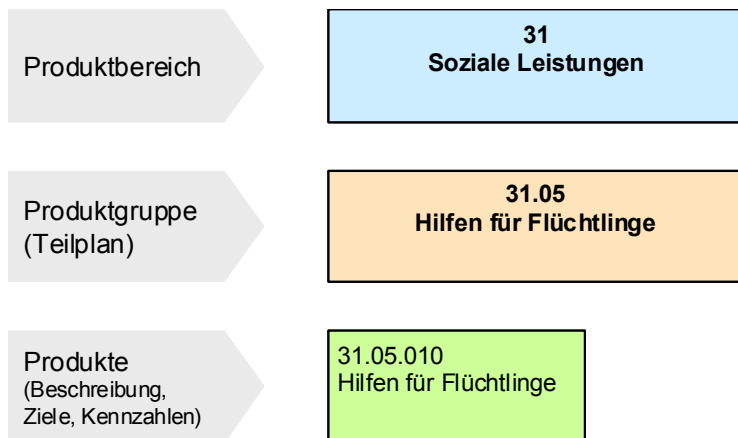 Produktbereich
31
Soziale Leistungen
Produktgruppe
(Teilplan)
31.05
Hilfen für Flüchtlinge
Produkte
(Beschreibung,
Ziele, Kennzahlen)
31.05.010
Hilfen für Flüchtlinge